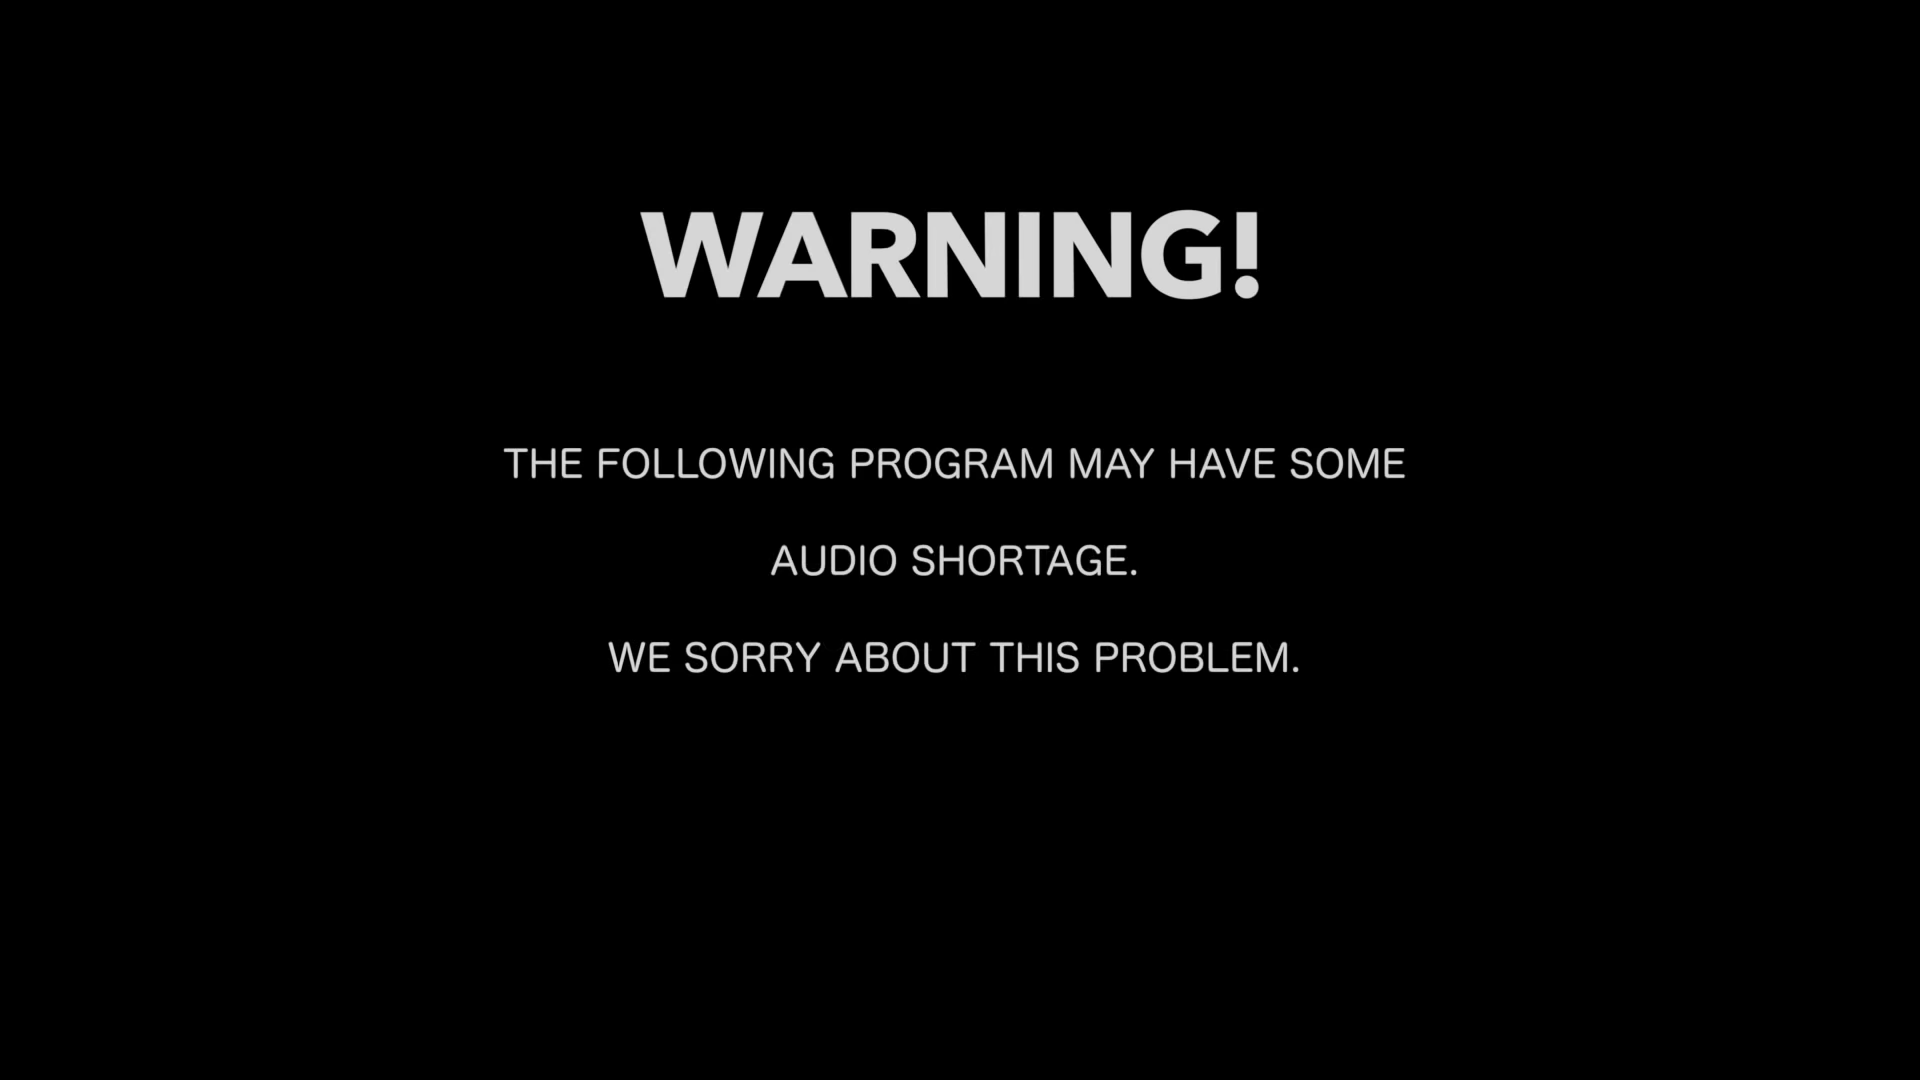 WARNING!
THE FOLLOWING PROGRAM MAY HAVE SOME
AUDIO SHORTAGE.
WE SORRY ABOUT THIS PROBLEM.